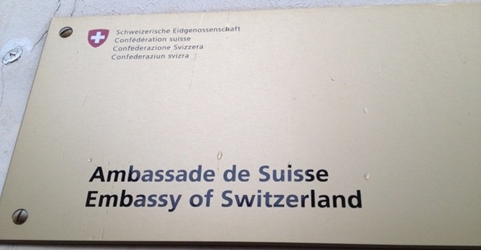 Schweizerische Eidgenossenschaft
Confédération suisse
Confederazione Svizzera
Confederaziun svizra
Ambassade de Suisse
Embassy of Switzerland